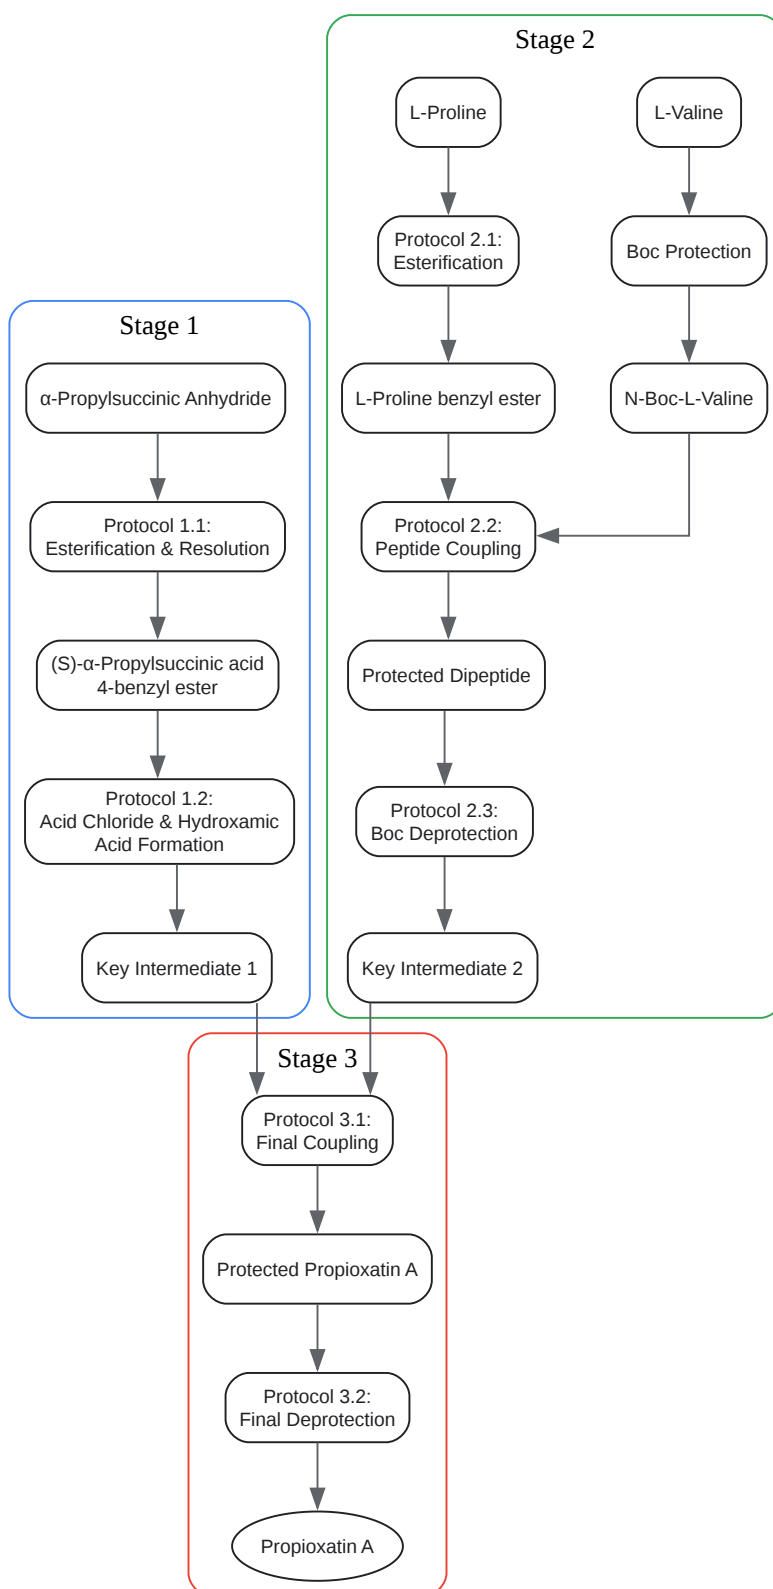 Stage 1
α-Propylsuccinic Anhydride
Protocol 1.1:
Esterification & Resolution
(S)-α-Propylsuccinic acid
4-benzyl ester
Protocol 1.2:
Acid Chloride & Hydroxamic
Acid Formation
Key Intermediate 1
Stage 2
L-Proline
L-Valine
Protocol 2.1:
Esterification
Boc Protection
L-Proline benzyl ester
N-Boc-L-Valine
Protocol 2.2:
Peptide Coupling
Protected Dipeptide
Protocol 2.3:
Boc Deprotection
Key Intermediate 2
Stage 3
Protocol 3.1:
Final Coupling
Protected Propioxatin A
Protocol 3.2:
Final Deprotection
Propioxatin A